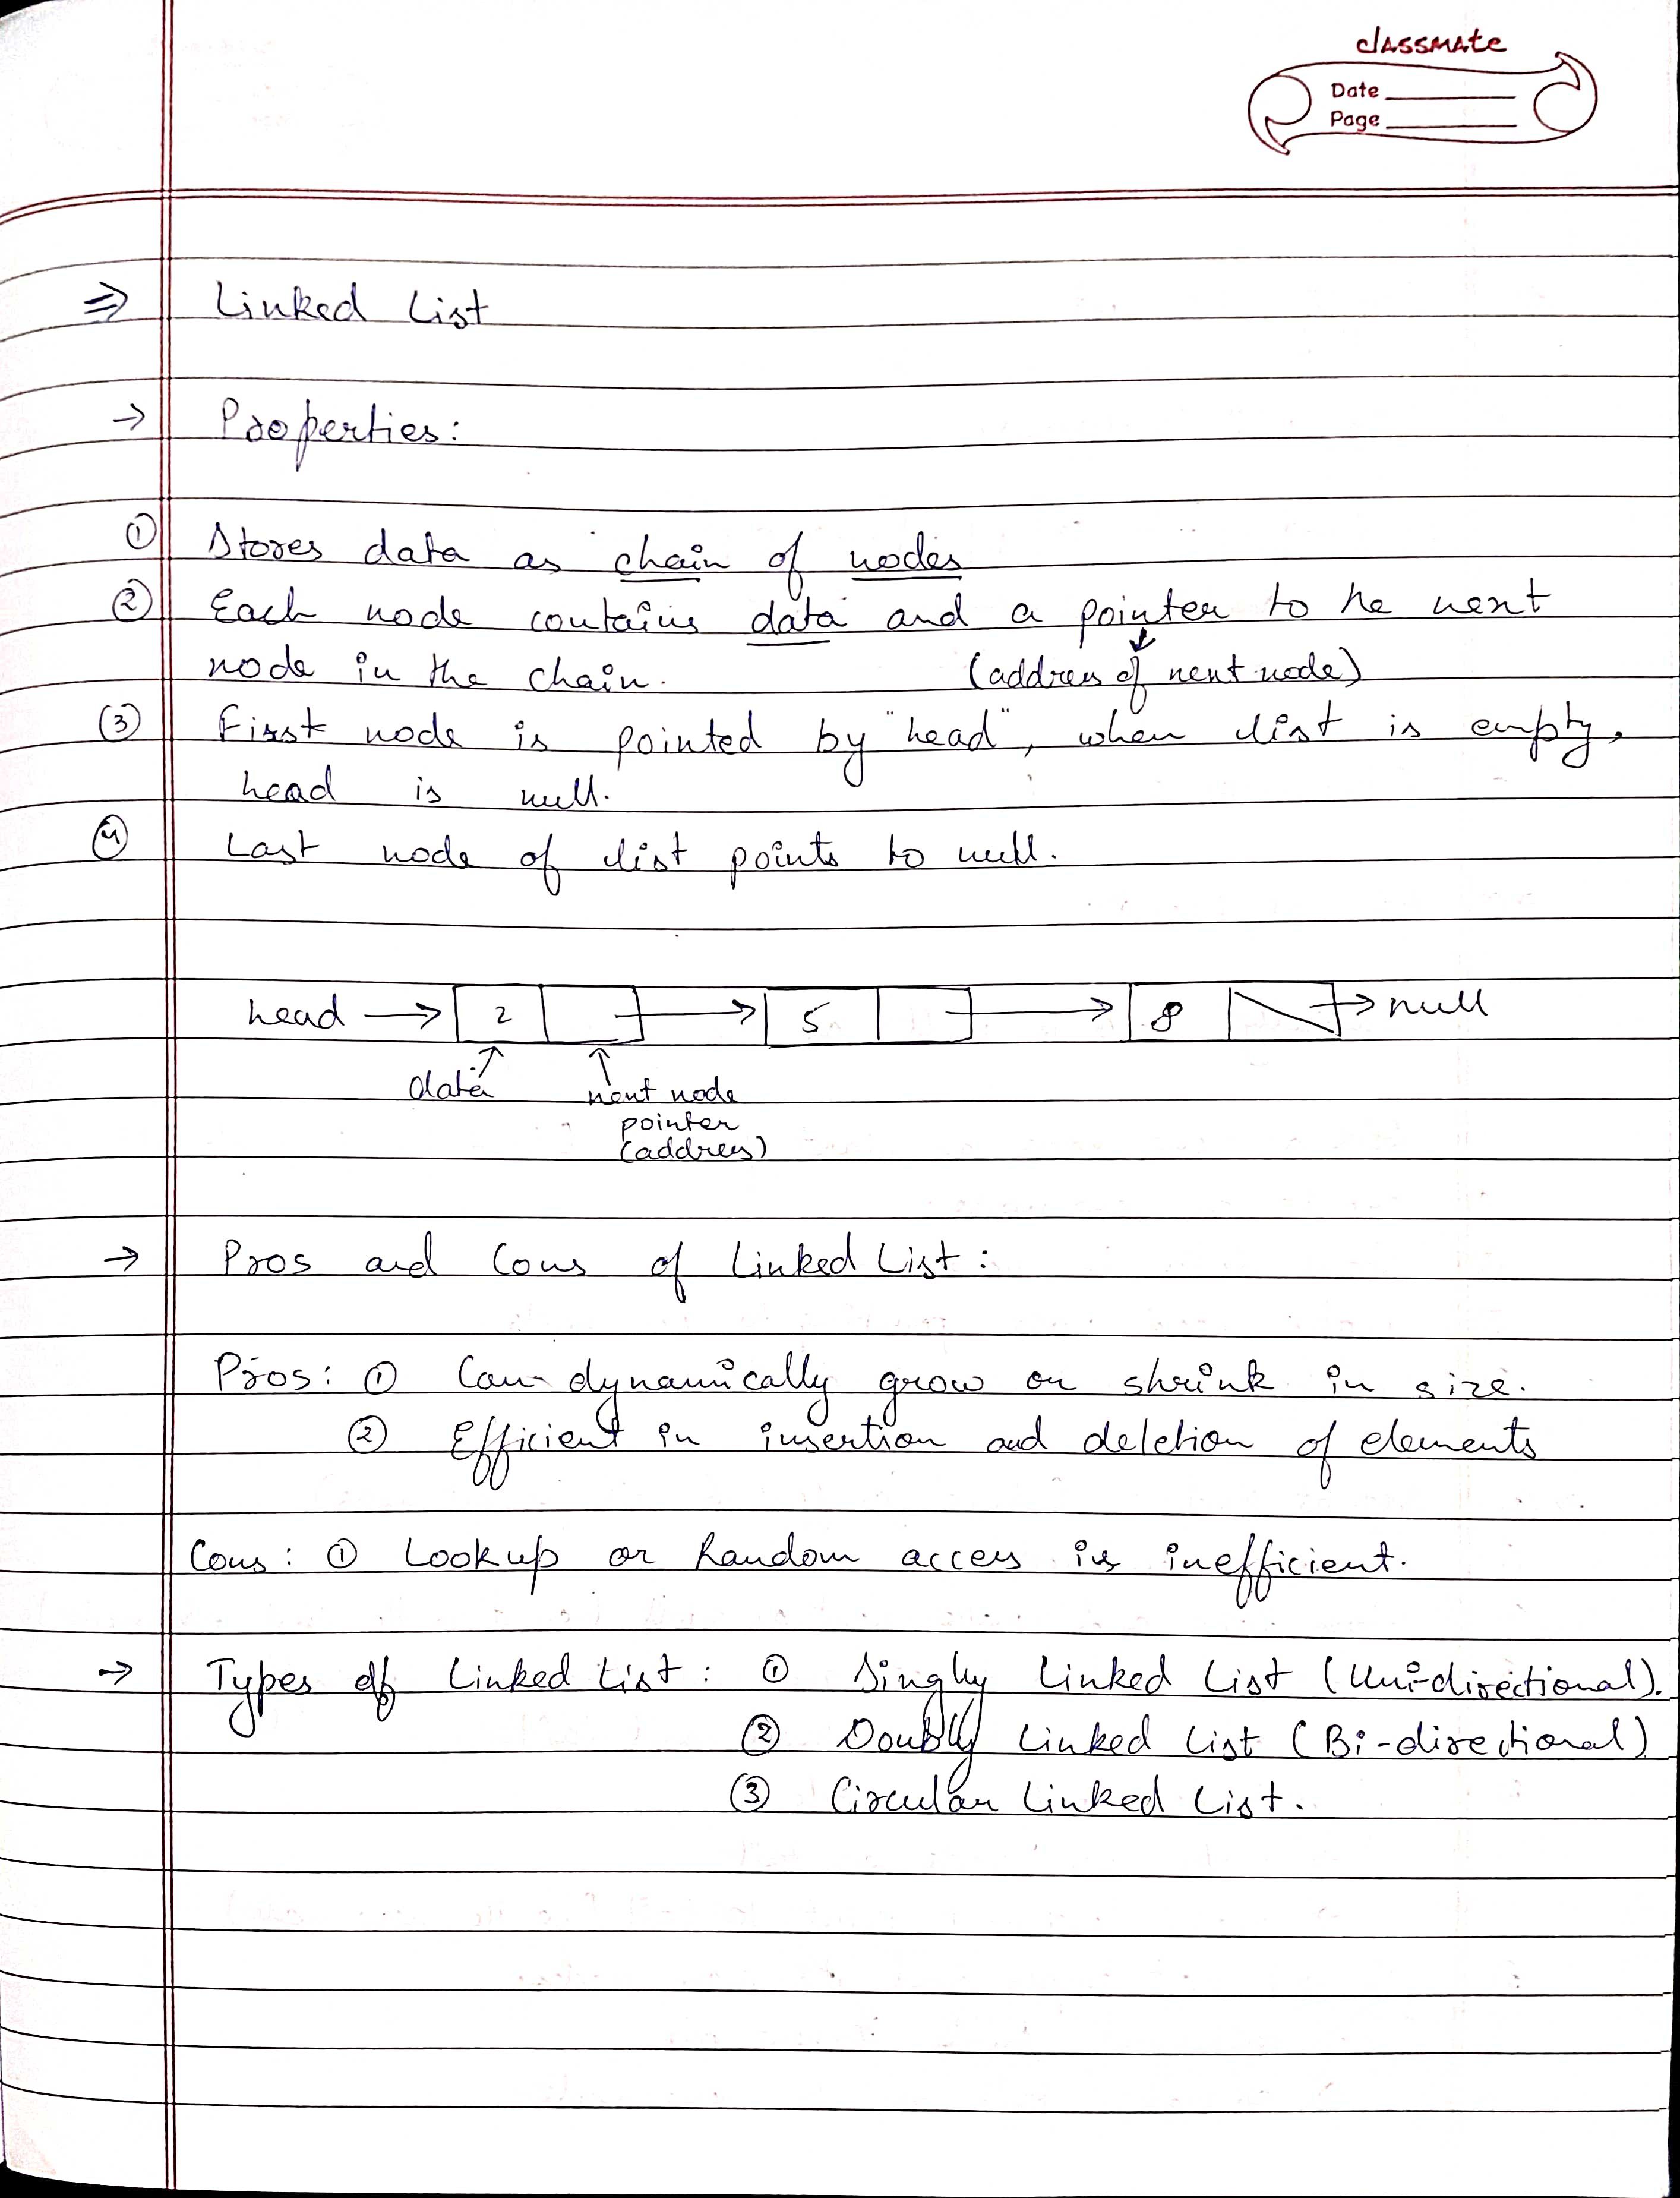 classmate
Date
Page
⇒ Linked List
→ Properties:
① Stores data as chain of nodes
② Each node contains data and a pointer to he next
node in the chain. (address of next node)
③ First node is pointed by "head", when list is empty,
head is null.
④ Last node of list points to null.
head → 2 → 5 → 8 → null
data
next node
pointer
(address)
→ Pros and Cons of Linked List:
Pros: ① Can dynamically grow or shrink in size.
② Efficient in insertion and deletion of elements
Cons: ① Lookup or Random access is inefficient.
→ Types of Linked List: ① Singly Linked List (Uni-directional).
② Doubly Linked List (Bi-directional)
③ Circular Linked List.